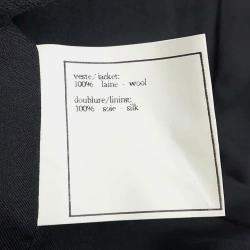 veste/jacket:
100% laine - wool
doublure/lining:
100% soie - silk